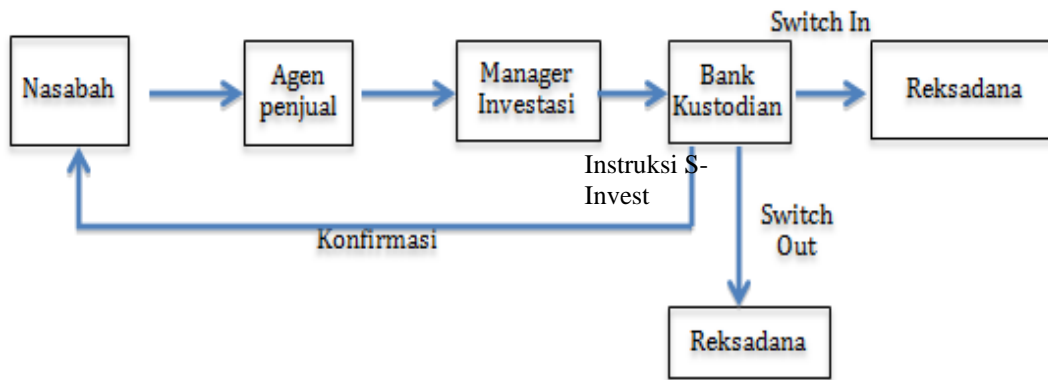 Switch In
Nasabah
Agen
penjual
Manager
Investasi
Bank
Kustodian
Reksadana
Instruksi S-
Invest
Konfirmasi
Switch
Out
Reksadana